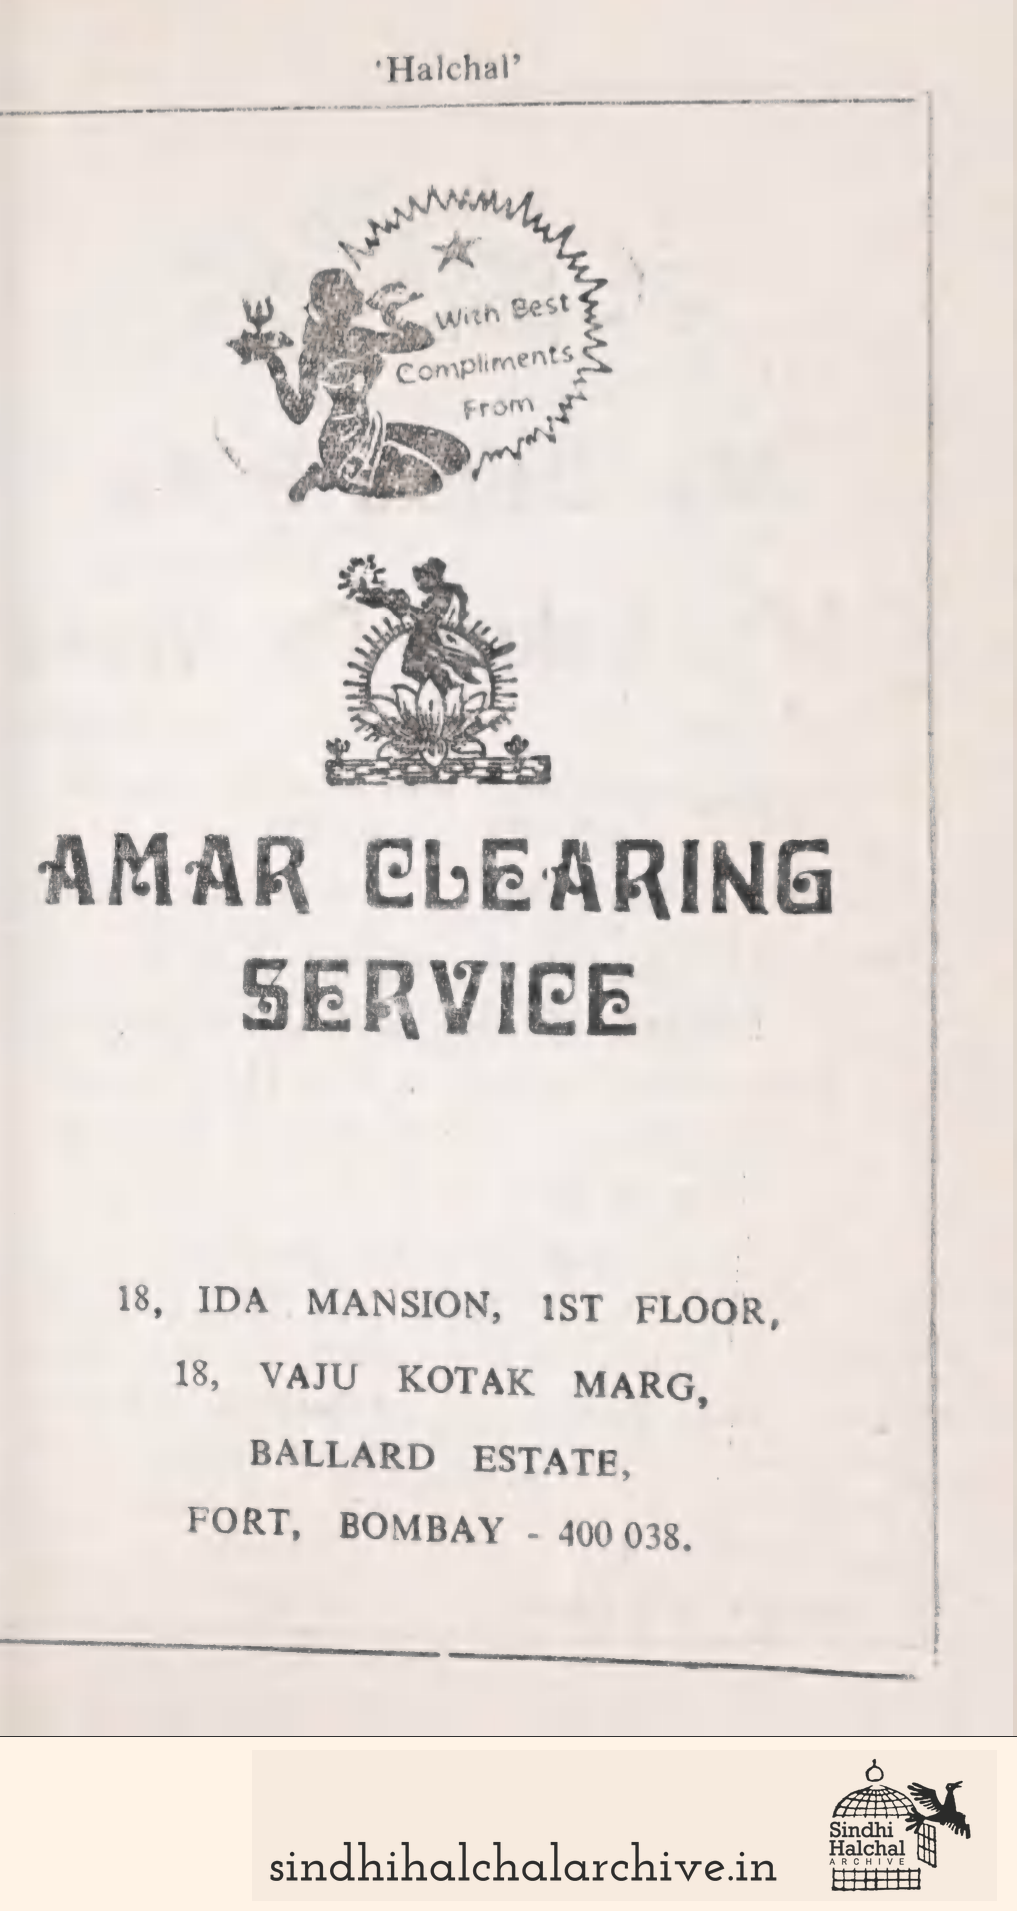 'Halchal'
With Best
Compliments
From
AMAR CLEARING
SERVICE
18, IDA MANSION, 1ST FLOOR,
18, VAJU KOTAK MARG,
BALLARD ESTATE,
FORT, BOMBAY - 400 038.
sindhihalchalarchive.in
Sindhi
Halchal
ARCHIVE